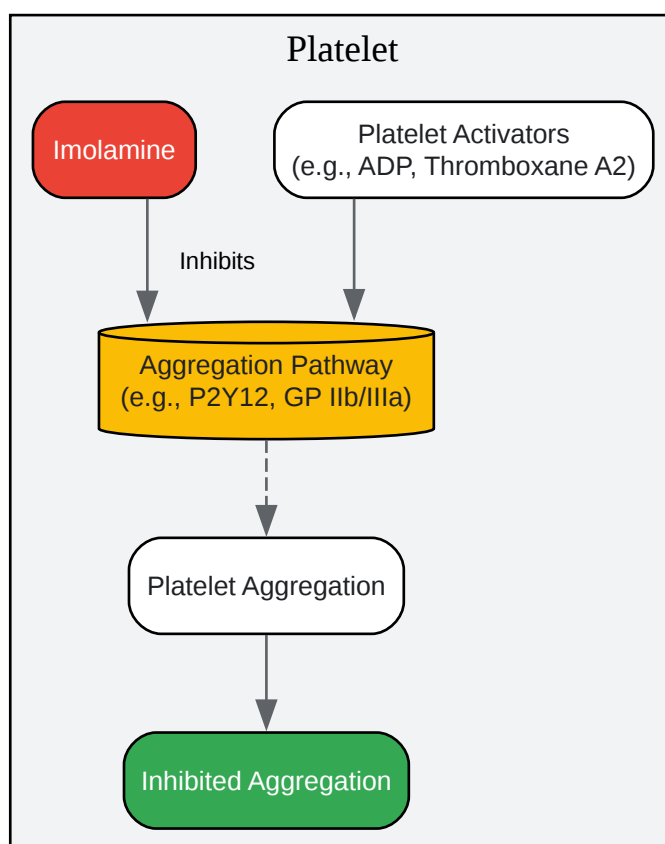 Platelet
Imolamine
Platelet Activators
(e.g., ADP, Thromboxane A2)
Inhibits
Aggregation Pathway
(e.g., P2Y12, GP IIb/IIIa)
Platelet Aggregation
Inhibited Aggregation